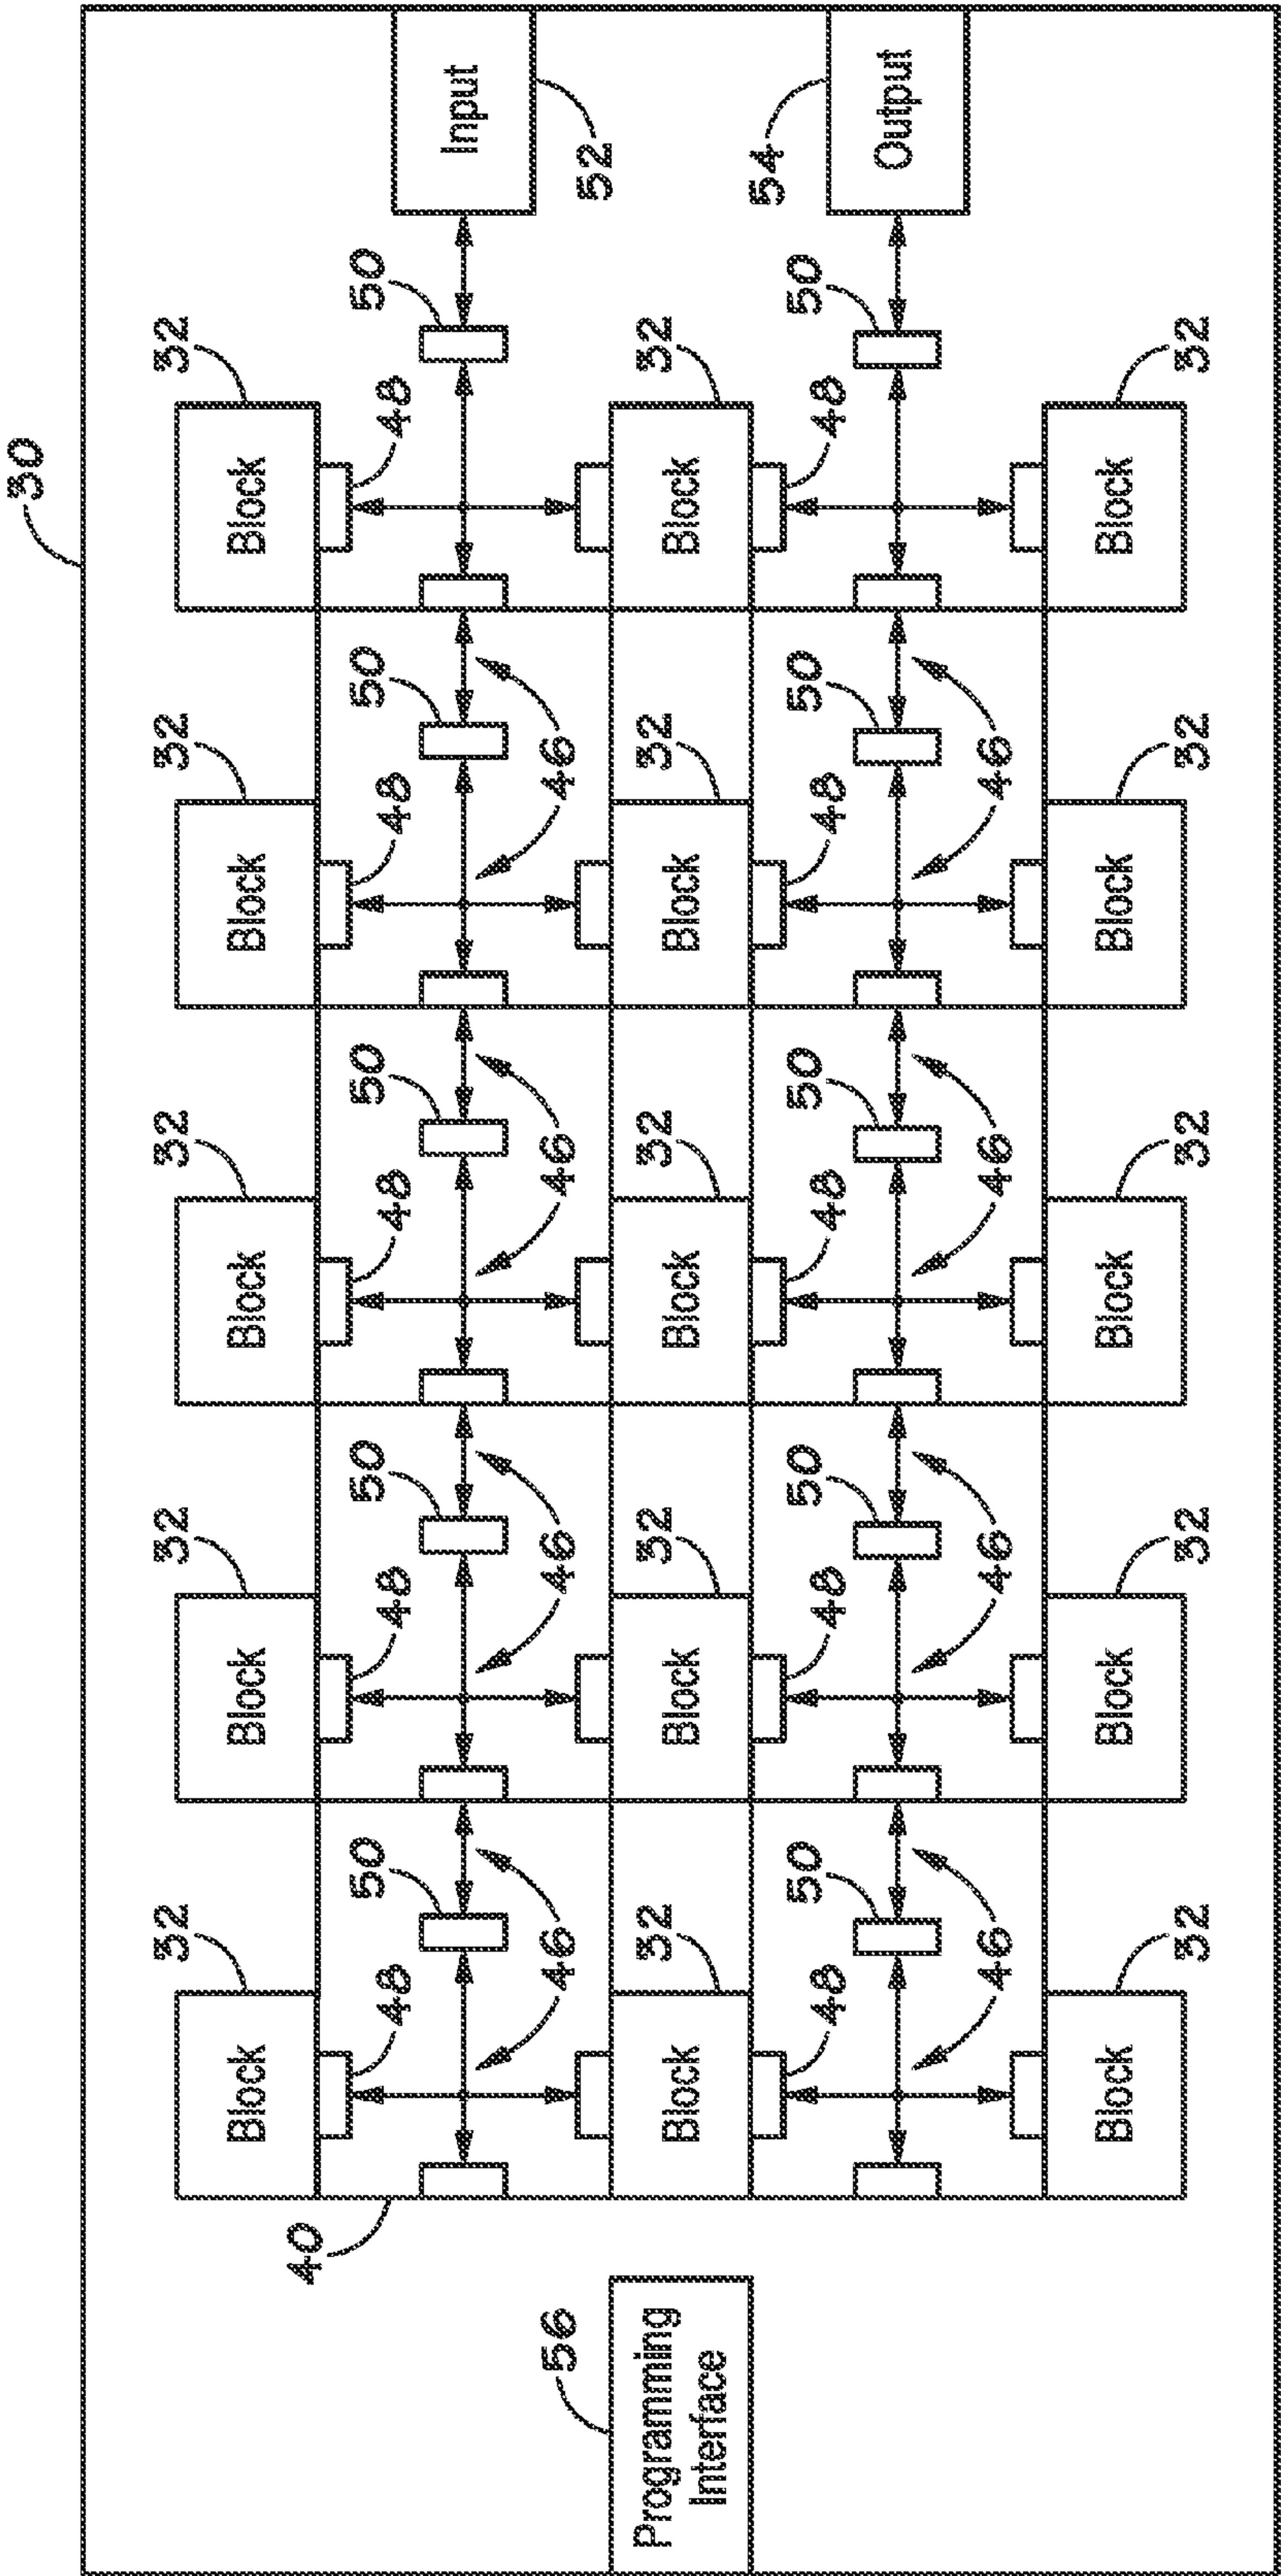 30
32 32 32 32 32
Block Block Block Block Block
40
50 50 50 50 50
48 48 48 48 48
Input
56
46 46 46 46
52
32 32 32 32 32
Programming
Interface
Block Block Block Block Block
54
50 50 50 50 50
48 48 48 48 48
Output
46 46 46 46
Block Block Block Block Block
32 32 32 32 32